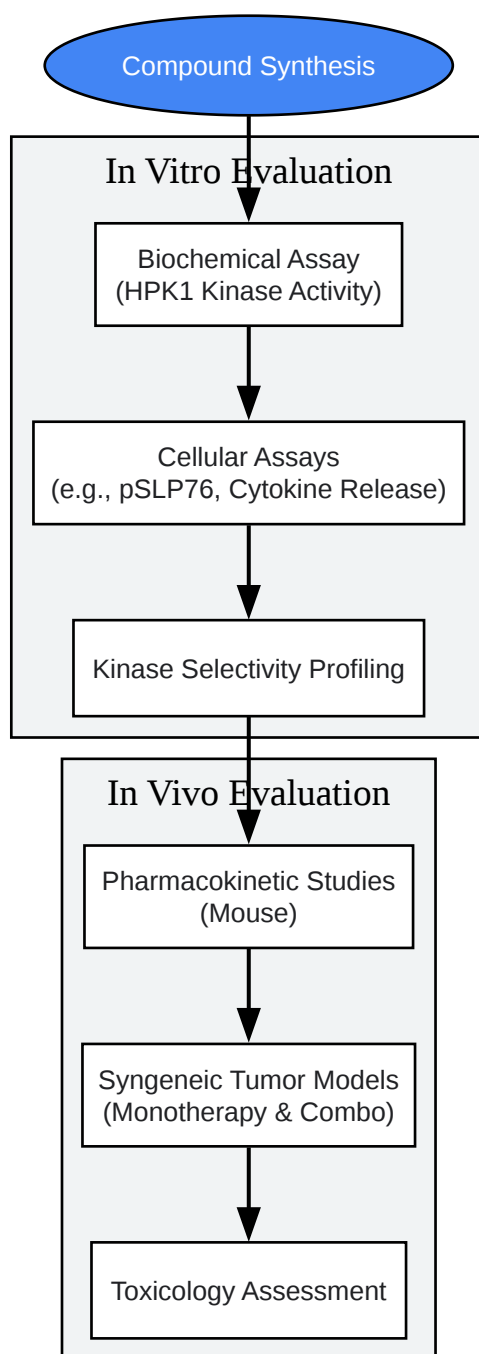 Compound Synthesis
In Vitro Evaluation
Biochemical Assay
(HPK1 Kinase Activity)
Cellular Assays
(e.g., pSLP76, Cytokine Release)
Kinase Selectivity Profiling
In Vivo Evaluation
Pharmacokinetic Studies
(Mouse)
Syngeneic Tumor Models
(Monotherapy & Combo)
Toxicology Assessment